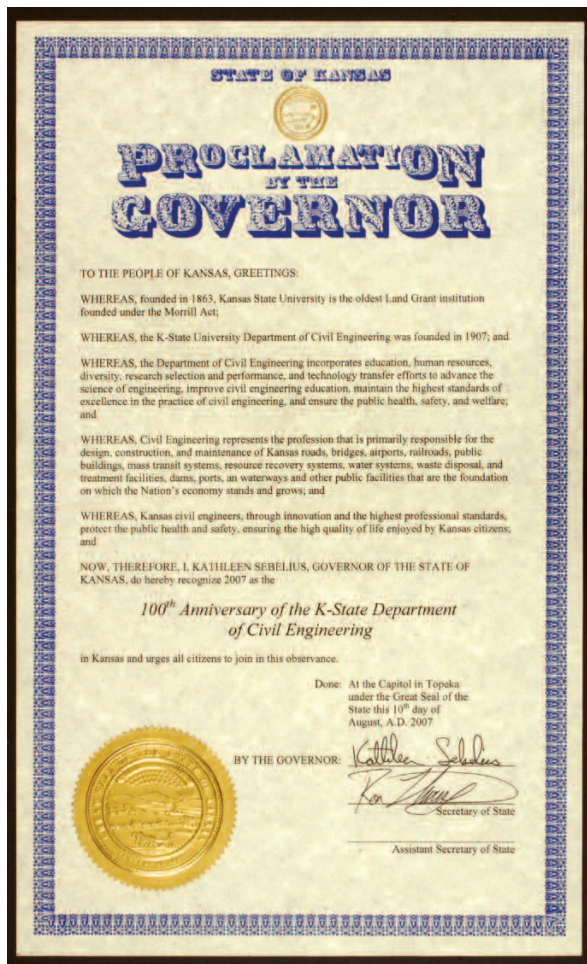 STATE OF KANSAS
PROCLAMATION
BY THE
GOVERNOR
TO THE PEOPLE OF KANSAS, GREETINGS:
WHEREAS, founded in 1863, Kansas State University is the oldest Land Grant institution
founded under the Morrill Act;
WHEREAS, the K-State University Department of Civil Engineering was founded in 1907; and
WHEREAS, the Department of Civil Engineering incorporates education, human resources,
diversity, research selection and performance, and technology transfer efforts to advance the
science of engineering, improve civil engineering education, maintain the highest standards of
excellence in the practice of civil engineering, and ensure the public health, safety, and welfare;
and
WHEREAS, Civil Engineering represents the profession that is primarily responsible for the
design, construction, and maintenance of Kansas roads, bridges, airports, railroads, public
buildings, mass transit systems, resource recovery systems, water systems, waste disposal, and
treatment facilities, dams, ports, an waterways and other public facilities that are the foundation
on which the Nation's economy stands and grows; and
WHEREAS, Kansas civil engineers, through innovation and the highest professional standards,
protect the public health and safety, ensuring the high quality of life enjoyed by Kansas citizens;
and
NOW, THEREFORE, I, KATHLEEN SEBELIUS, GOVERNOR OF THE STATE OF
KANSAS, do hereby recognize 2007 as the
100th Anniversary of the K-State Department
of Civil Engineering
in Kansas and urges all citizens to join in this observance.
Done: At the Capitol in Topeka
under the Great Seal of the
State this 10th day of
August, A.D. 2007
BY THE GOVERNOR: Kathleen Sebelius
Ron
Secretary of State
Assistant Secretary of State